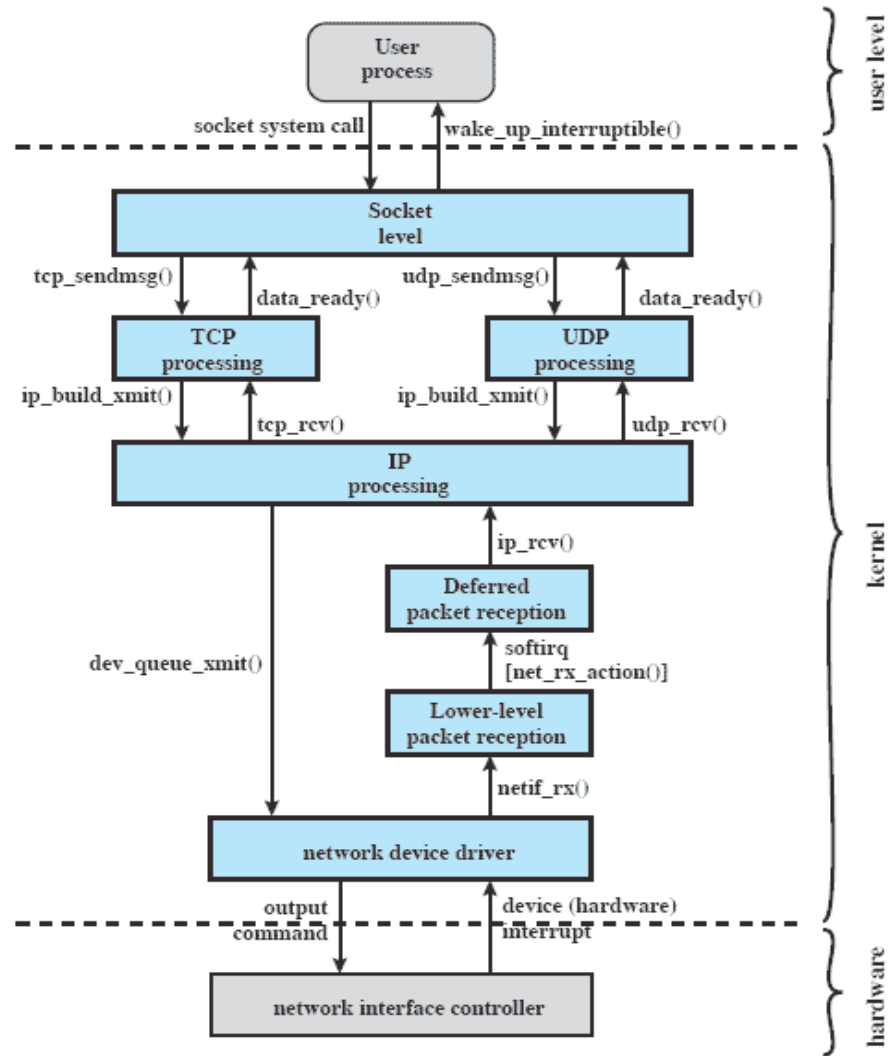 User
process
user level
socket system call
wake_up_interruptible()
Socket
level
tcp_sendmsg()
data_ready()
udp_sendmsg()
data_ready()
TCP
processing
UDP
processing
ip_build_xmit()
tcp_rcv()
ip_build_xmit()
udp_rcv()
IP
processing
ip_rcv()
kernel
Deferred
packet reception
dev_queue_xmit()
softirq
[net_rx_action()]
Lower-level
packet reception
netif_rx()
network device driver
output
command
device (hardware)
interrupt
network interface controller
hardware